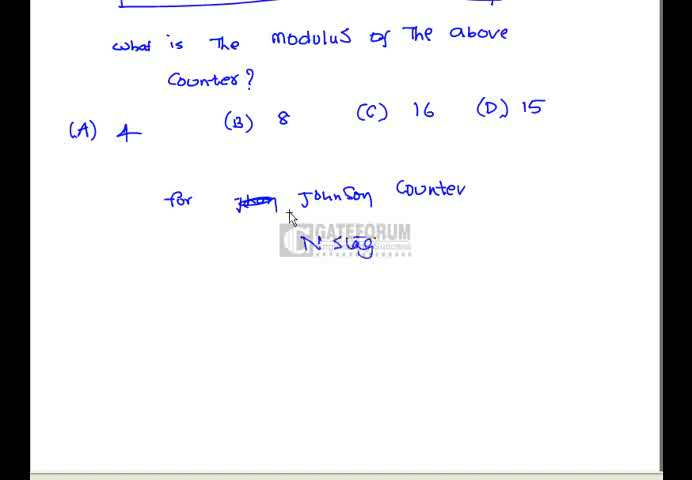 what is the modulus of the above
counter?
(A) 4 (B) 8 (C) 16 (D) 15
for Johnson counter
GATEFORUM
N stag